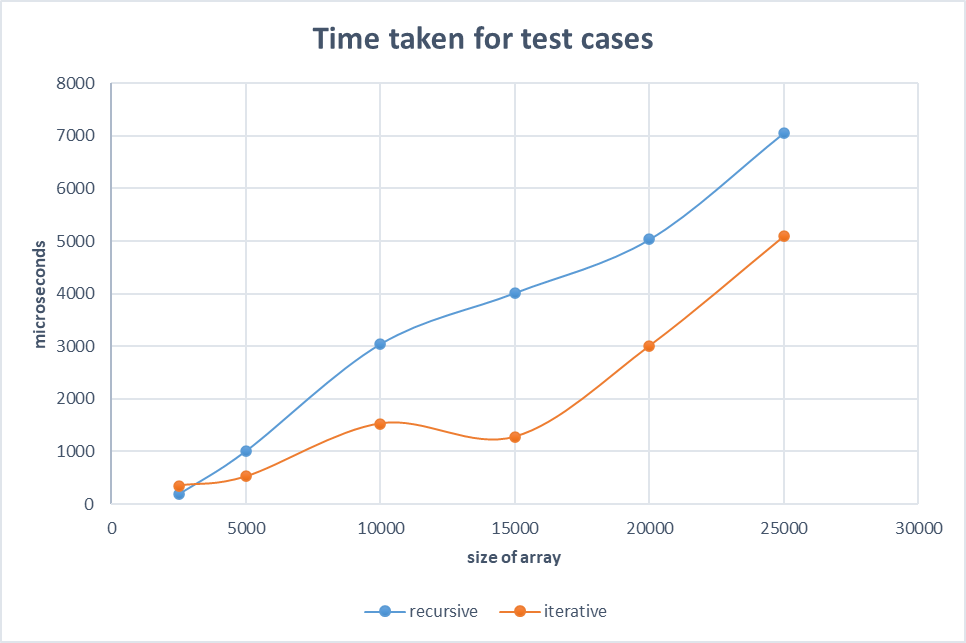 Time taken for test cases
8000
7000
6000
5000
4000
3000
2000
1000
0
microseconds
0 5000 10000 15000 20000 25000 30000
size of array
recursive iterative